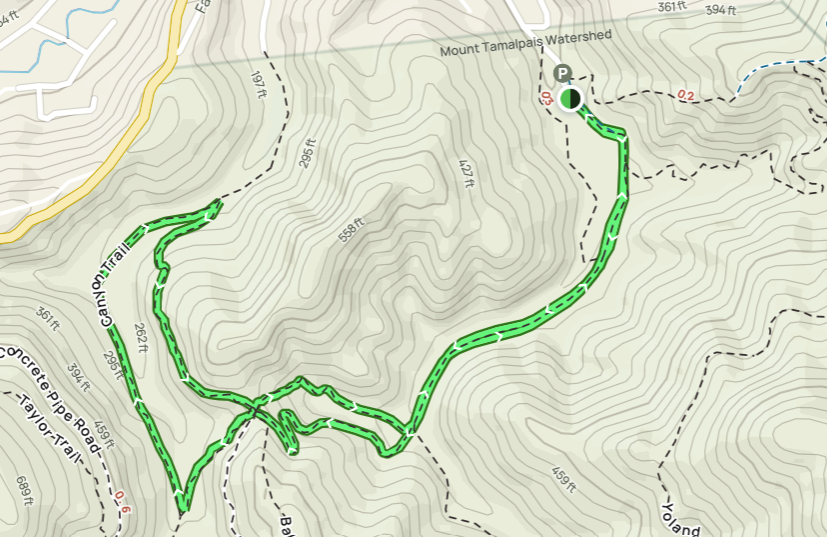 361 ft
394 ft
Mount Tamalpais Watershed
P
197 ft
0.3
0.2
295 ft
427 ft
558 ft
Canyon Trail
361 ft
262 ft
295 ft
Concrete Pipe Road
394 ft
Taylor Trail
459 ft
689 ft
0.6
459 ft
Yoland